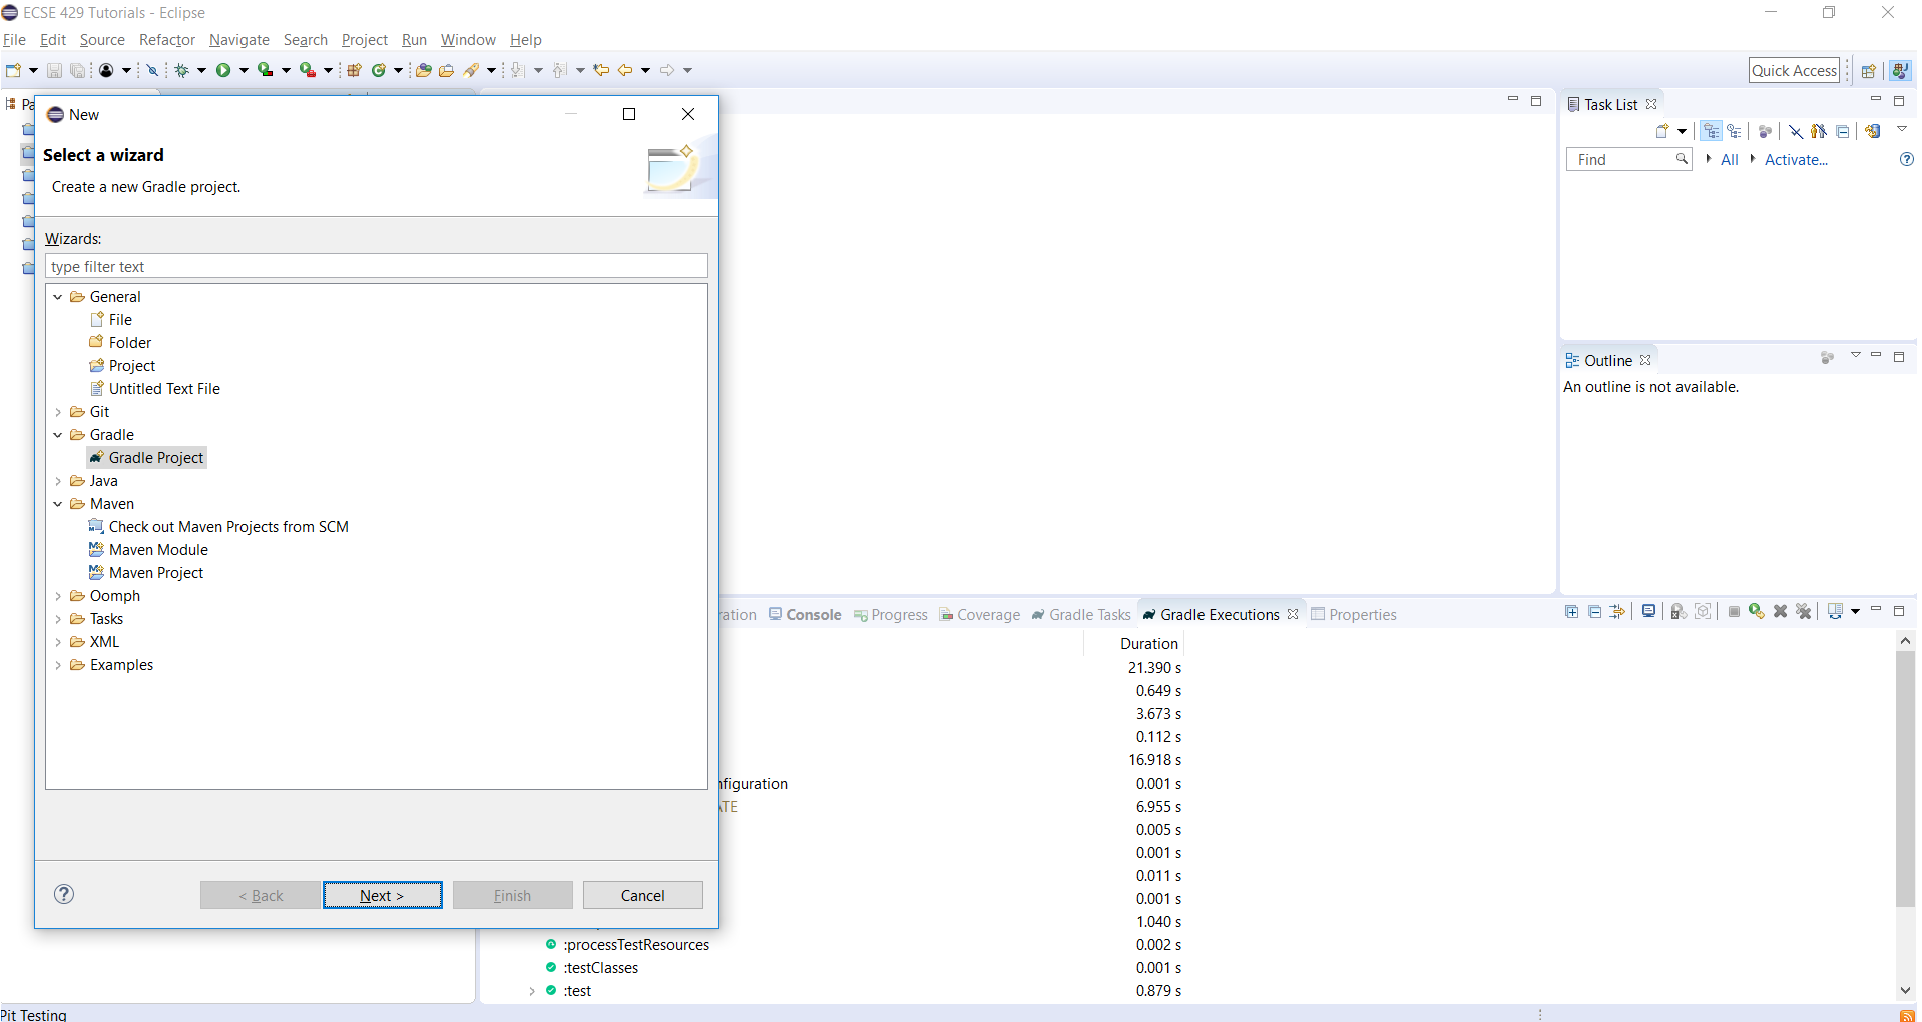 ECSE 429 Tutorials - Eclipse
File Edit Source Refactor Navigate Search Project Run Window Help
Quick Access
Pa
New
Select a wizard
Create a new Gradle project.
Wizards:
type filter text
General
File
Folder
Project
Untitled Text File
Git
Gradle
Gradle Project
Java
Maven
Check out Maven Projects from SCM
Maven Module
Maven Project
Oomph
Tasks
XML
Examples
< Back Next > Finish Cancel
Task List
Find All Activate...
Outline
An outline is not available.
ration Console Progress Coverage Gradle Tasks Gradle Executions Properties
Duration
21.390 s
0.649 s
3.673 s
0.112 s
16.918 s
nfiguration 0.001 s
ATE 6.955 s
0.005 s
0.001 s
0.011 s
0.001 s
1.040 s
:processTestResources 0.002 s
:testClasses 0.001 s
:test 0.879 s
Pit Testing